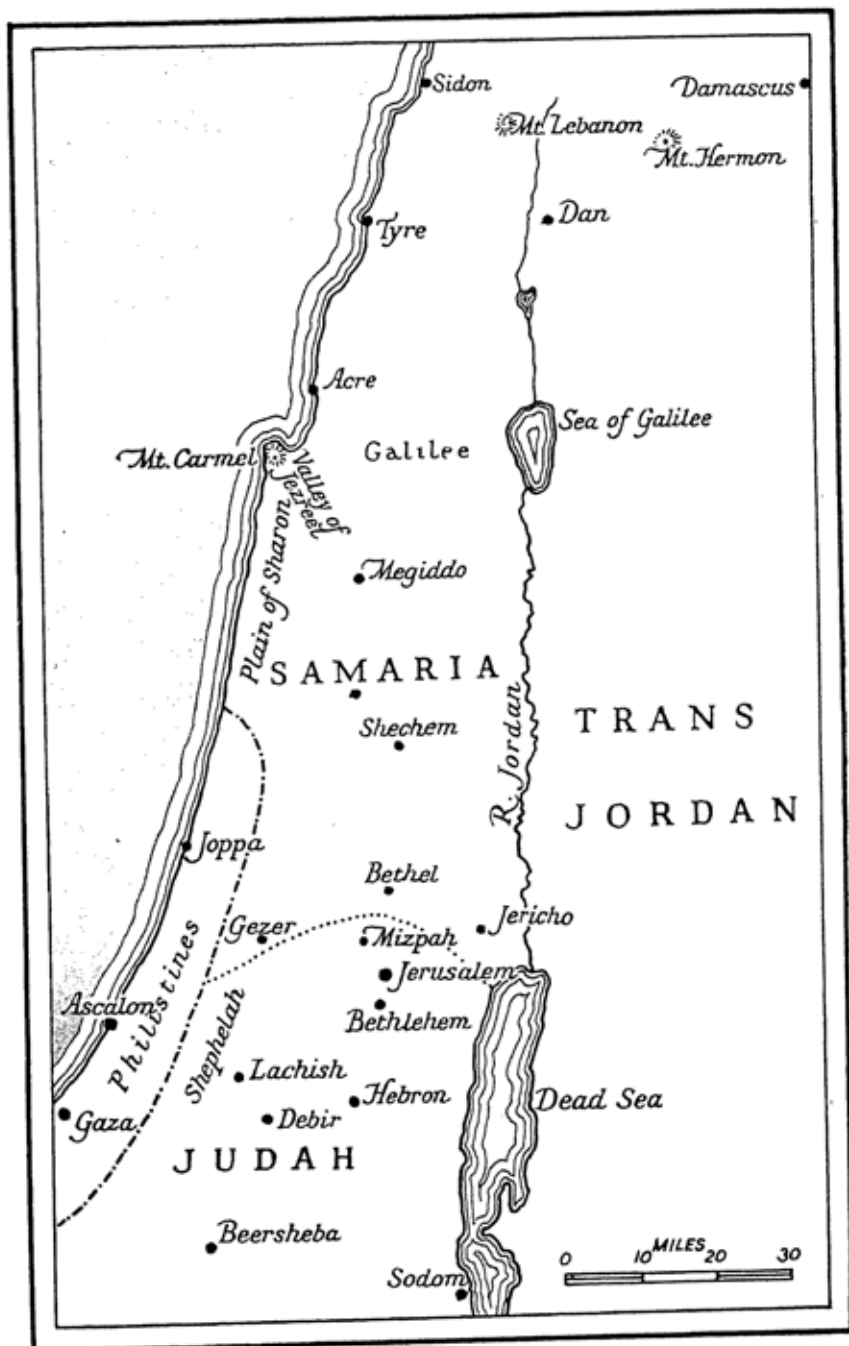 Sidon
Damascus
Mt. Lebanon
Mt. Hermon
Tyre
Dan
Acre
Sea of Galilee
Mt. Carmel
Galilee
Valley of
Jezreel
Plain of Sharon
Megiddo
SAMARIA
Shechem
R. Jordan
TRANS
JORDAN
Joppa
Bethel
Jericho
Gezer
Mizpah
Jerusalem
Philistines
Ascalon
Bethlehem
Shephelah
Lachish
Hebron
Dead Sea
Gaza
Debir
JUDAH
Beersheba
Sodom
0 10 MILES 20 30